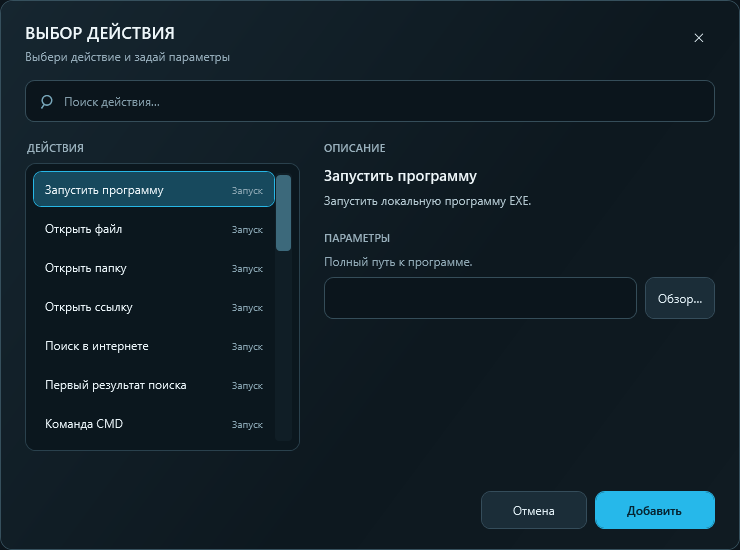 ВЫБОР ДЕЙСТВИЯ
Выбери действие и задай параметры
Поиск действия...
ДЕЙСТВИЯ
Запустить программу Запуск
Открыть файл Запуск
Открыть папку Запуск
Открыть ссылку Запуск
Поиск в интернете Запуск
Первый результат поиска Запуск
Команда CMD Запуск
ОПИСАНИЕ
Запустить программу
Запустить локальную программу EXE.
ПАРАМЕТРЫ
Полный путь к программе.
Обзор...
Отмена
Добавить